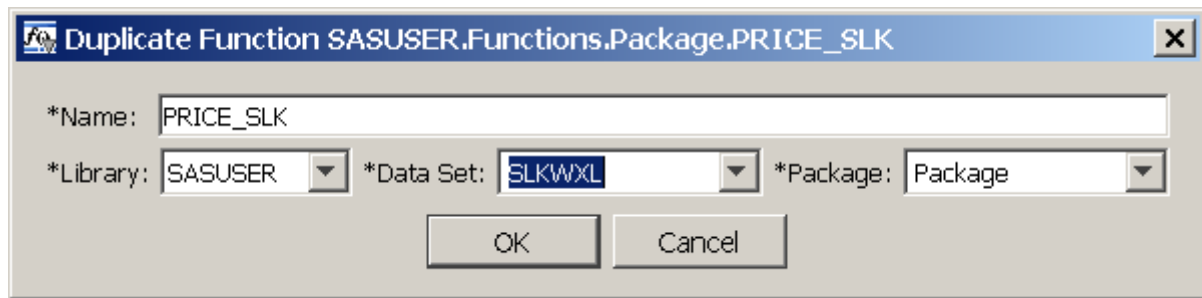 Duplicate Function SASUSER.Functions.Package.PRICE_SLK
*Name: PRICE_SLK
*Library: SASUSER *Data Set: SLKWXL *Package: Package
OK Cancel